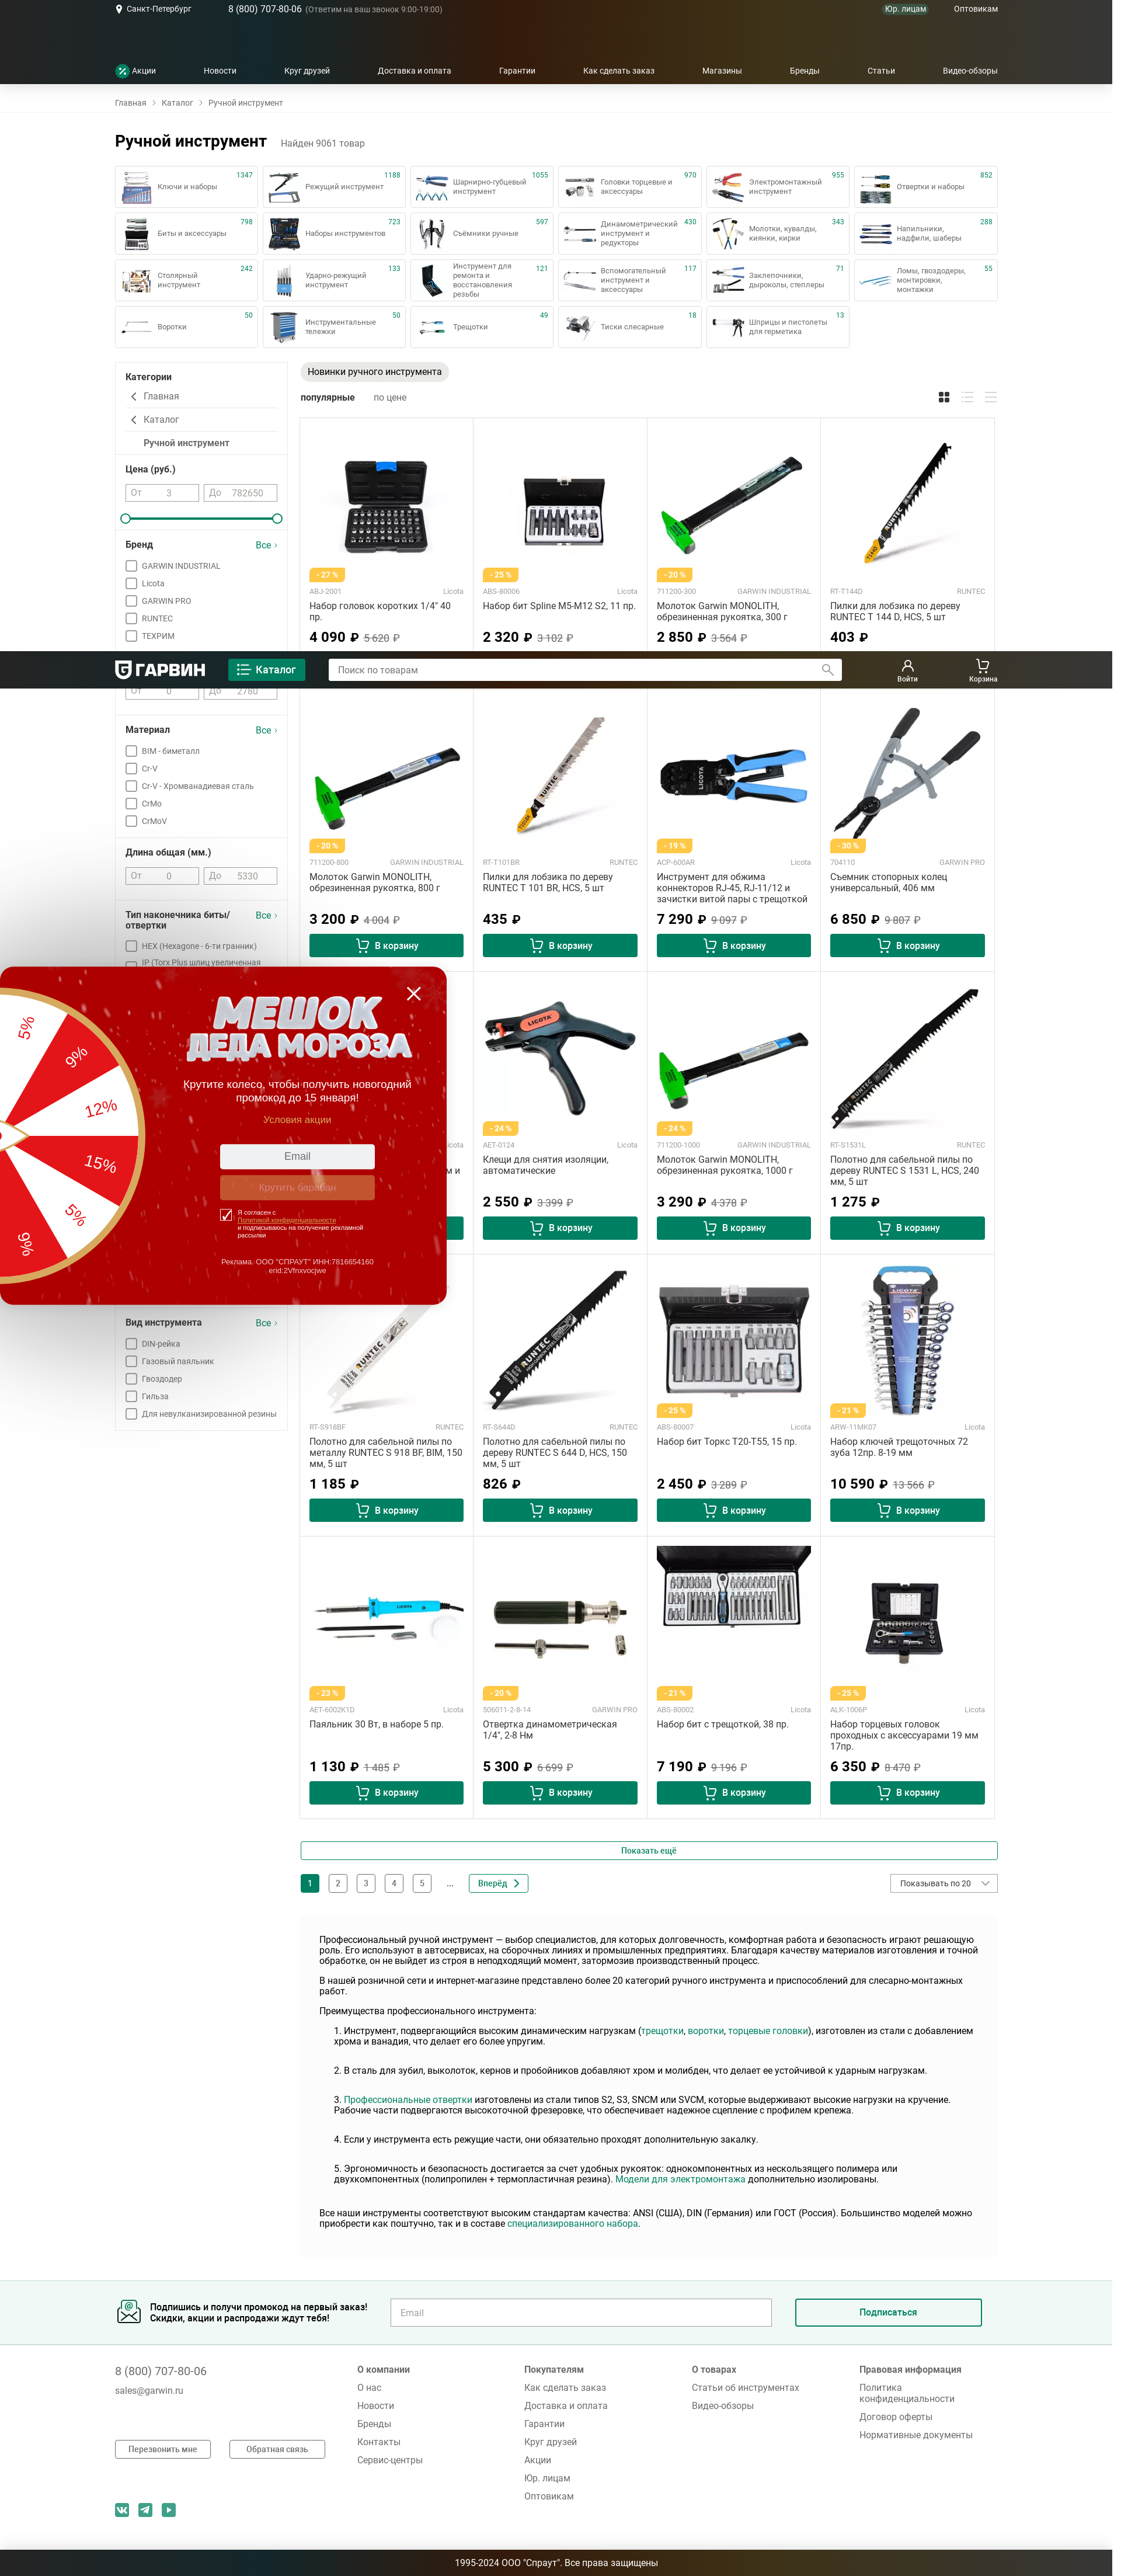 Санкт-Петербург
8 (800) 707-80-06 (Ответим на ваш звонок 9:00-19:00)
Юр. лицам
Оптовикам
Акции
Новости
Круг друзей
Доставка и оплата
Гарантии
Как сделать заказ
Магазины
Бренды
Статьи
Видео-обзоры
Главная > Каталог > Ручной инструмент
Ручной инструмент
Найден 9061 товар
Ключи и наборы
1347
Режущий инструмент
1188
Шарнирно-губцевый
инструмент
1055
Головки торцевые и
аксессуары
970
Электромонтажный
инструмент
955
Отвертки и наборы
852
Биты и аксессуары
798
Наборы инструментов
723
Съёмники ручные
597
Динамометрический
инструмент и
редукторы
430
Молотки, кувалды,
киянки, кирки
343
Напильники,
надфили, шаберы
288
Столярный
инструмент
242
Ударно-режущий
инструмент
133
Инструмент для
ремонта и
восстановления
резьбы
121
Вспомогательный
инструмент и
аксессуары
117
Заклепочники,
дыроколы, степлеры
71
Ломы, гвоздодеры,
монтировки,
монтажки
55
Воротки
50
Инструментальные
тележки
50
Трещотки
49
Тиски слесарные
18
Шприцы и пистолеты
для герметика
13
Категории
Главная
Каталог
Ручной инструмент
Цена (руб.)
От 3
До 782650
Бренд
Все
GARWIN INDUSTRIAL
Licota
GARWIN PRO
RUNTEC
ТЕХРИМ
Новинки ручного инструмента
популярные
по цене
- 27 %
ABJ-2001 Licota
Набор головок коротких 1/4" 40
пр.
4 090 ₽ 5 620 ₽
- 25 %
ABS-80006 Licota
Набор бит Spline M5-M12 S2, 11 пр.
2 320 ₽ 3 102 ₽
- 20 %
711200-300 GARWIN INDUSTRIAL
Молоток Garwin MONOLITH,
обрезиненная рукоятка, 300 г
2 850 ₽ 3 564 ₽
RT-T144D RUNTEC
Пилки для лобзика по дереву
RUNTEC T 144 D, HCS, 5 шт
403 ₽
ГАРВИН
Каталог
Поиск по товарам
Войти
Корзина
От 0
До 2780
Материал
Все
BIM - биметалл
Cr-V
Cr-V - Хромванадиевая сталь
CrMo
CrMoV
Длина общая (мм.)
От 0
До 5330
Тип наконечника биты/
отвертки
Все
HEX (Hexagone - 6-ти гранник)
IP (Torx Plus шлиц увеличенная
- 20 %
711200-800 GARWIN INDUSTRIAL
Молоток Garwin MONOLITH,
обрезиненная рукоятка, 800 г
3 200 ₽ 4 004 ₽
В корзину
RT-T101BR RUNTEC
Пилки для лобзика по дереву
RUNTEC T 101 BR, HCS, 5 шт
435 ₽
В корзину
- 19 %
ACP-600AR Licota
Инструмент для обжима
коннекторов RJ-45, RJ-11/12 и
зачистки витой пары с трещоткой
7 290 ₽ 9 097 ₽
В корзину
- 30 %
704110 GARWIN PRO
Съемник стопорных колец
универсальный, 406 мм
6 850 ₽ 9 807 ₽
В корзину
5%
9%
12%
15%
5%
9%
МЕШОК
ДЕДА МОРОЗА
Крутите колесо, чтобы получить новогодний
промокод до 15 января!
Условия акции
Email
Крутить барабан
Я согласен с
Политикой конфиденциальности
и подписываюсь на получение рекламной
рассылки
Реклама. ООО "СПРАУТ" ИНН:7816654160
erid:2Vfnxvocjwe
icota
м и
- 24 %
AET-0124 Licota
Клещи для снятия изоляции,
автоматические
2 550 ₽ 3 399 ₽
В корзину
- 24 %
711200-1000 GARWIN INDUSTRIAL
Молоток Garwin MONOLITH,
обрезиненная рукоятка, 1000 г
3 290 ₽ 4 378 ₽
В корзину
RT-S1531L RUNTEC
Полотно для сабельной пилы по
дереву RUNTEC S 1531 L, HCS, 240
мм, 5 шт
1 275 ₽
В корзину
Вид инструмента
Все
DIN-рейка
Газовый паяльник
Гвоздодер
Гильза
Для невулканизированной резины
RT-S918BF RUNTEC
Полотно для сабельной пилы по
металлу RUNTEC S 918 BF, BIM, 150
мм, 5 шт
1 185 ₽
В корзину
RT-S644D RUNTEC
Полотно для сабельной пилы по
дереву RUNTEC S 644 D, HCS, 150
мм, 5 шт
826 ₽
В корзину
- 25 %
ABS-80007 Licota
Набор бит Торкс T20-T55, 15 пр.
2 450 ₽ 3 289 ₽
В корзину
- 21 %
ARW-11MK07 Licota
Набор ключей трещоточных 72
зуба 12пр. 8-19 мм
10 590 ₽ 13 566 ₽
В корзину
- 23 %
AET-6002K1D Licota
Паяльник 30 Вт, в наборе 5 пр.
1 130 ₽ 1 485 ₽
В корзину
- 20 %
506011-2-8-14 GARWIN PRO
Отвертка динамометрическая
1/4", 2-8 Нм
5 300 ₽ 6 699 ₽
В корзину
- 21 %
ABS-80002 Licota
Набор бит с трещоткой, 38 пр.
7 190 ₽ 9 196 ₽
В корзину
- 25 %
ALK-1006P Licota
Набор торцевых головок
проходных с аксессуарами 19 мм
17пр.
6 350 ₽ 8 470 ₽
В корзину
Показать ещё
1 2 3 4 5 ... Вперёд
Показывать по 20
Профессиональный ручной инструмент — выбор специалистов, для которых долговечность, комфортная работа и безопасность играют решающую
роль. Его используют в автосервисах, на сборочных линиях и промышленных предприятиях. Благодаря качеству материалов изготовления и точной
обработке, он не выйдет из строя в неподходящий момент, затормозив производственный процесс.
В нашей розничной сети и интернет-магазине представлено более 20 категорий ручного инструмента и приспособлений для слесарно-монтажных
работ.
Преимущества профессионального инструмента:
1. Инструмент, подвергающийся высоким динамическим нагрузкам (трещотки, воротки, торцевые головки), изготовлен из стали с добавлением
хрома и ванадия, что делает его более упругим.
2. В сталь для зубил, выколоток, кернов и пробойников добавляют хром и молибден, что делает ее устойчивой к ударным нагрузкам.
3. Профессиональные отвертки изготовлены из стали типов S2, S3, SNCM или SVCM, которые выдерживают высокие нагрузки на кручение.
Рабочие части подвергаются высокоточной фрезеровке, что обеспечивает надежное сцепление с профилем крепежа.
4. Если у инструмента есть режущие части, они обязательно проходят дополнительную закалку.
5. Эргономичность и безопасность достигается за счет удобных рукояток: однокомпонентных из нескользящего полимера или
двухкомпонентных (полипропилен + термопластичная резина). Модели для электромонтажа дополнительно изолированы.
Все наши инструменты соответствуют высоким стандартам качества: ANSI (США), DIN (Германия) или ГОСТ (Россия). Большинство моделей можно
приобрести как поштучно, так и в составе специализированного набора.
Подпишись и получи промокод на первый заказ!
Скидки, акции и распродажи ждут тебя!
Email
Подписаться
8 (800) 707-80-06
sales@garwin.ru
Перезвонить мне
Обратная связь
О компании
О нас
Новости
Бренды
Контакты
Сервис-центры
Покупателям
Как сделать заказ
Доставка и оплата
Гарантии
Круг друзей
Акции
Юр. лицам
Оптовикам
О товарах
Статьи об инструментах
Видео-обзоры
Правовая информация
Политика
конфиденциальности
Договор оферты
Нормативные документы
1995-2024 ООО "Спраут". Все права защищены